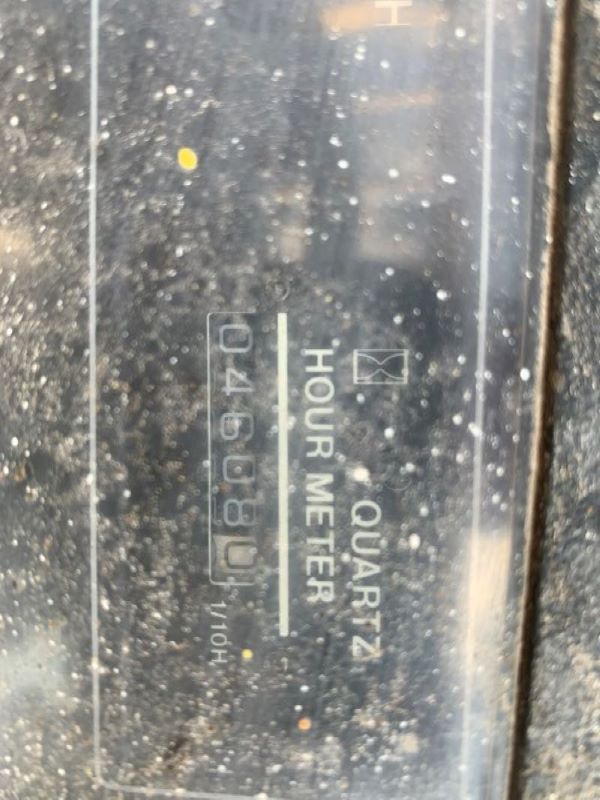 QUARTZ
HOUR METER
046080
1/10H
H